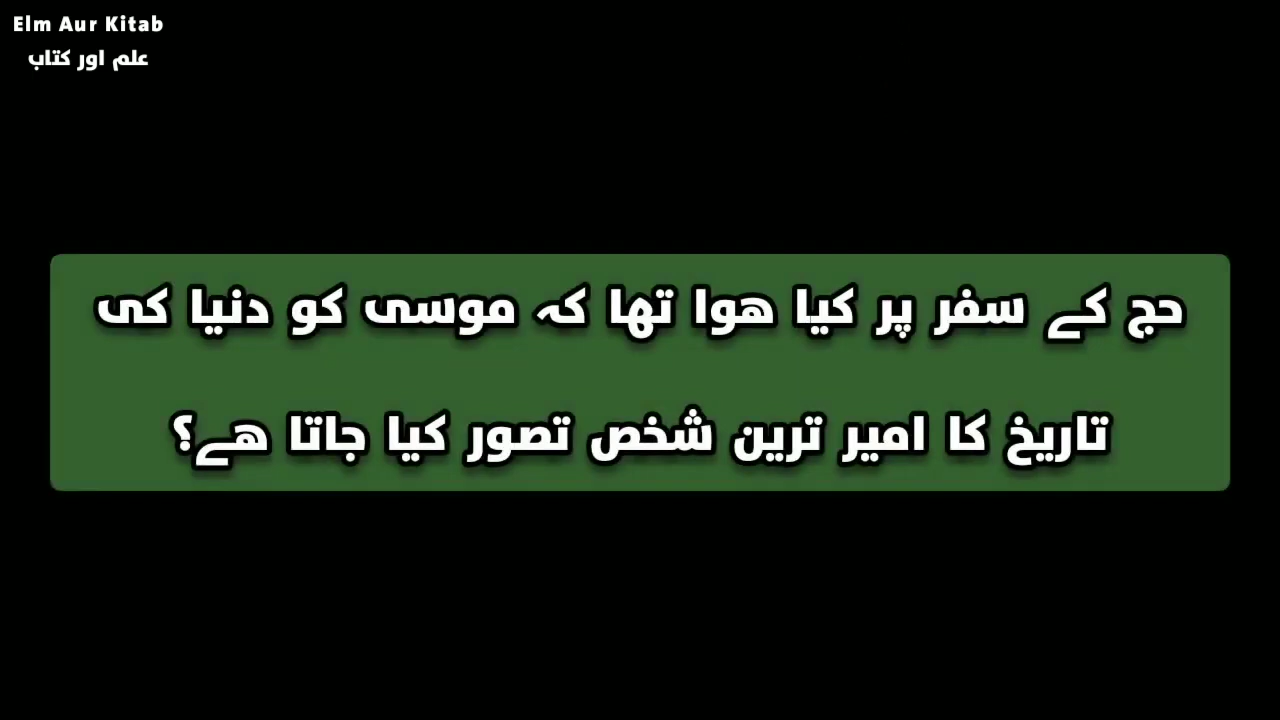 Elm Aur Kitab
علم اور کتاب
حج کے سفر پر کیا ھوا تھا کہ موسی کو دنیا کی
تاریخ کا امیر ترین شخص تصور کیا جاتا ھے؟